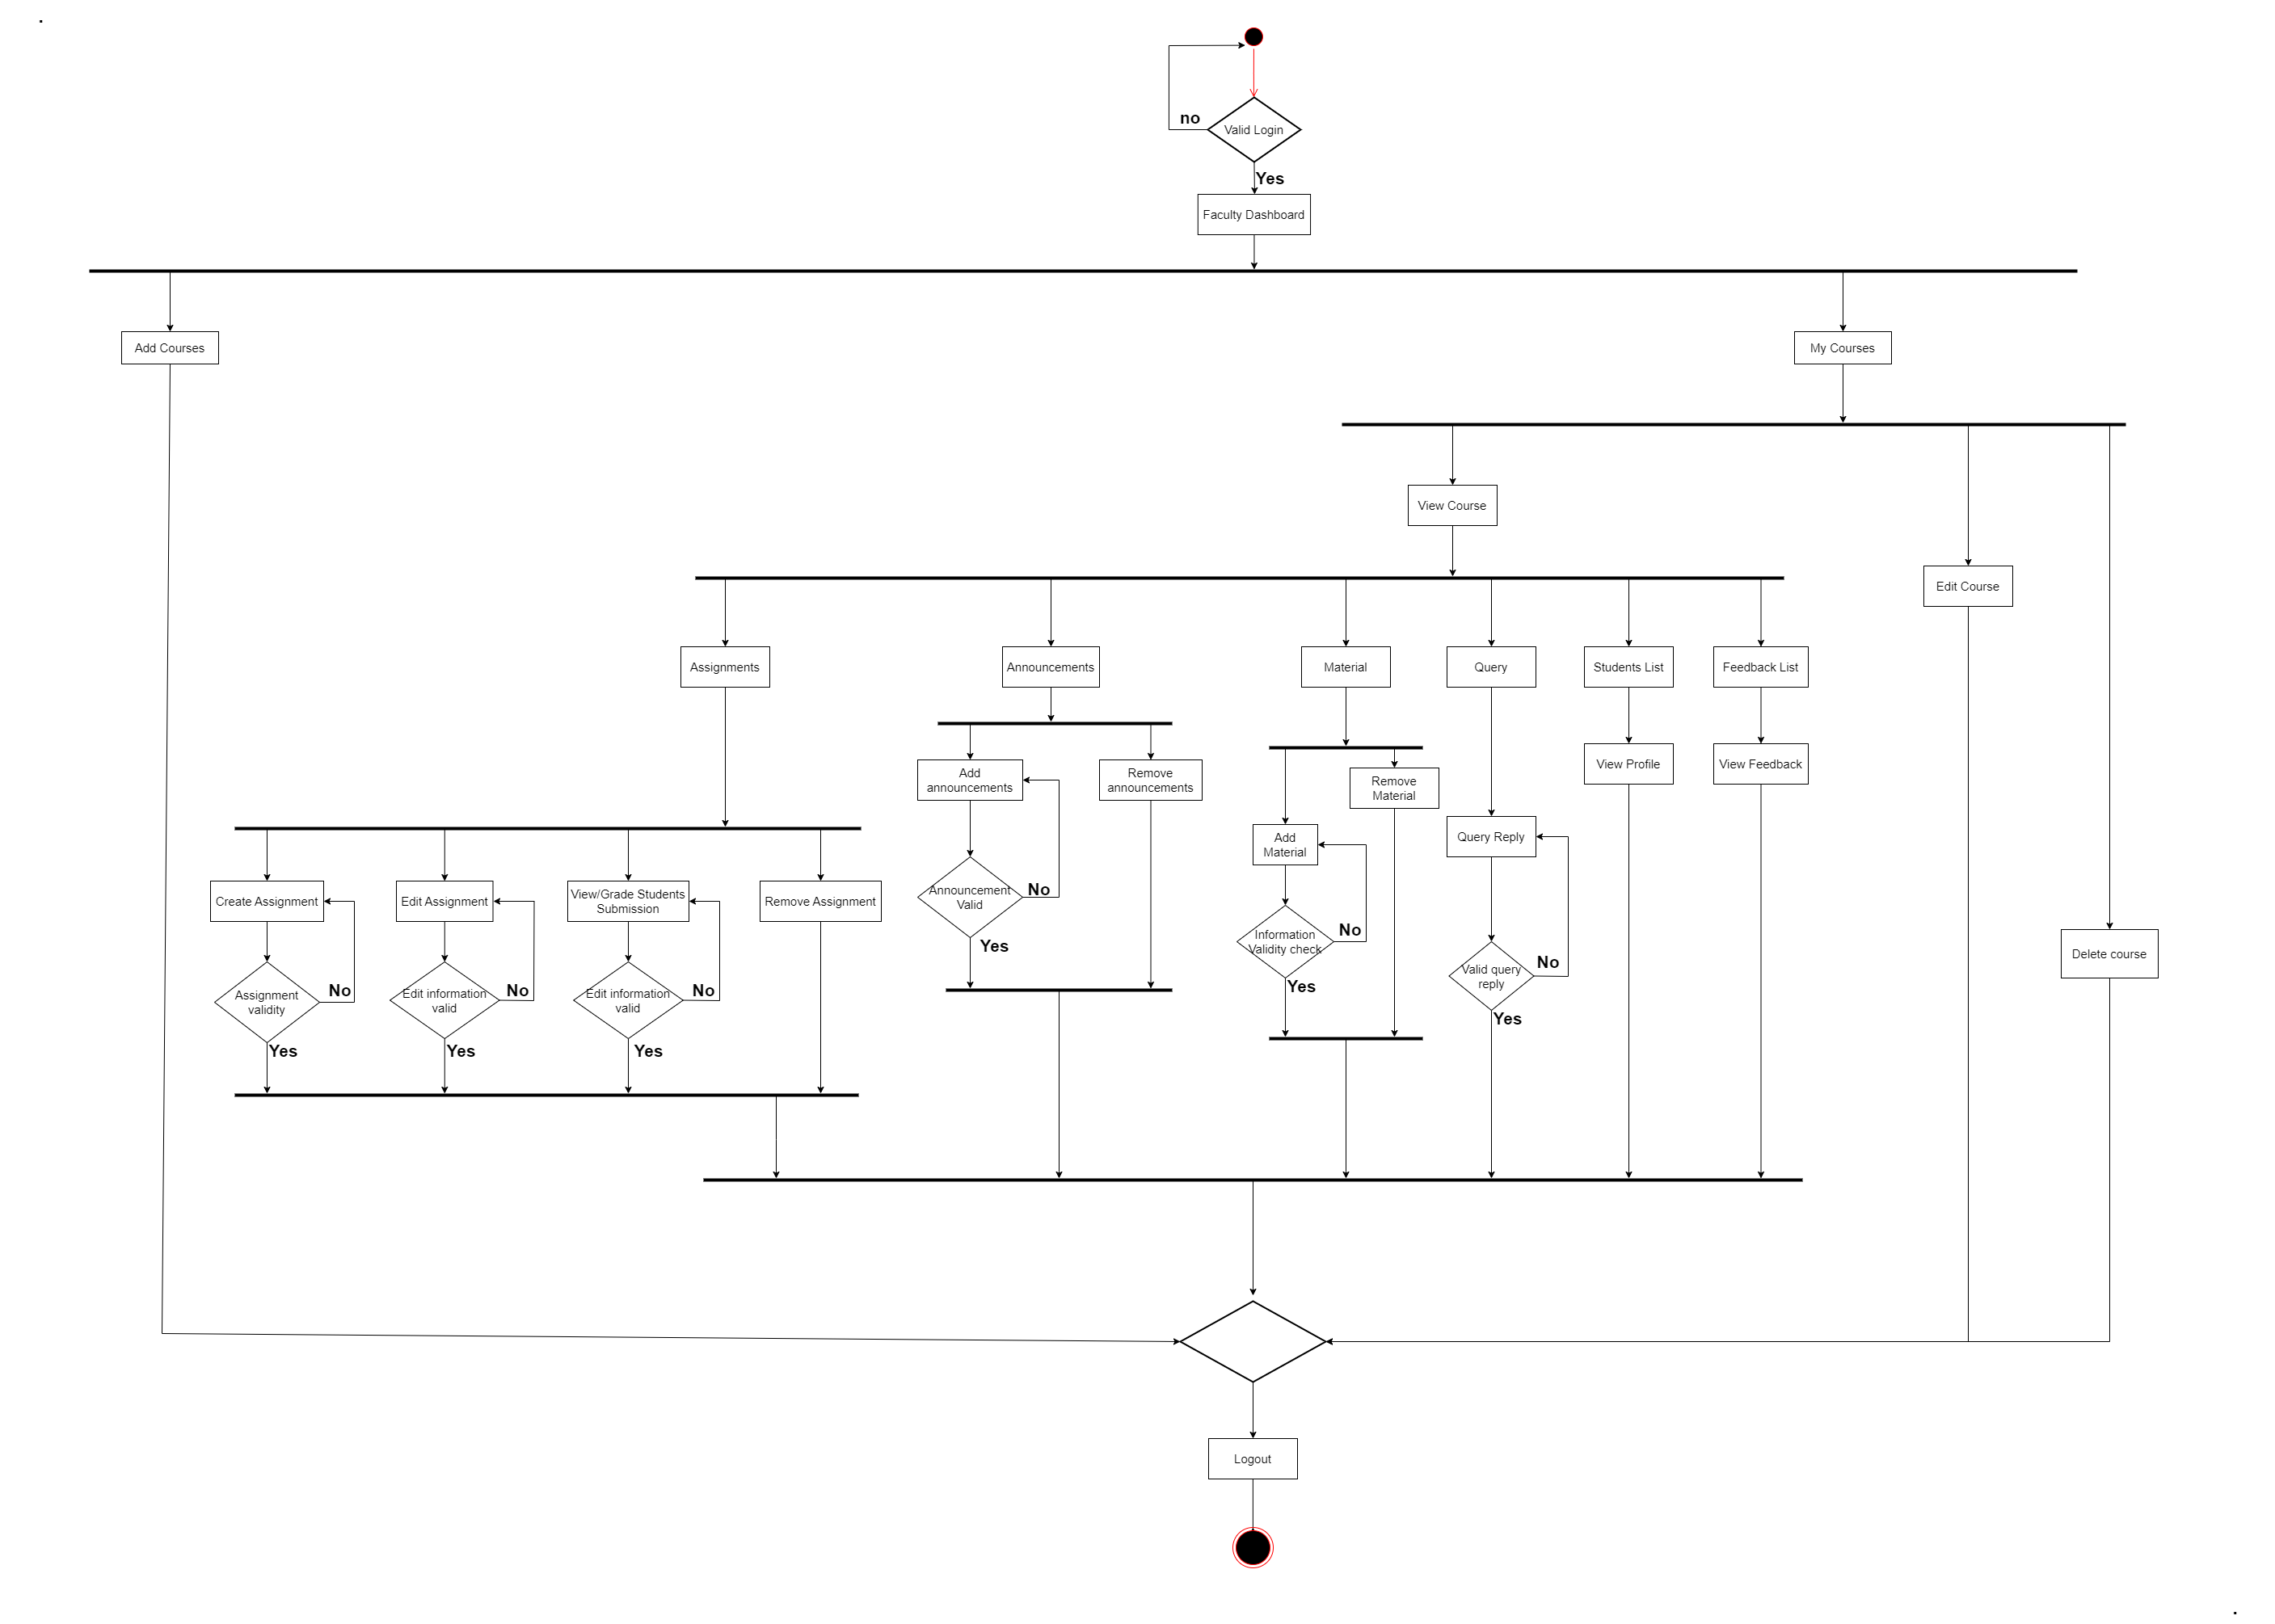 no
Valid Login
Yes
Faculty Dashboard
Add Courses
My Courses
View Course
Edit Course
Assignments
Announcements
Material
Query
Students List
Feedback List
Add
announcements
Remove
announcements
Remove
Material
View Profile
View Feedback
Add
Material
Query Reply
Create Assignment
Edit Assignment
View/Grade Students
Submission
Remove Assignment
Announcement
Valid
No
Yes
Information
Validity check
No
Yes
Valid query
reply
No
Yes
Delete course
Assignment
validity
No
Yes
Edit information
valid
No
Yes
Edit information
valid
No
Yes
Logout